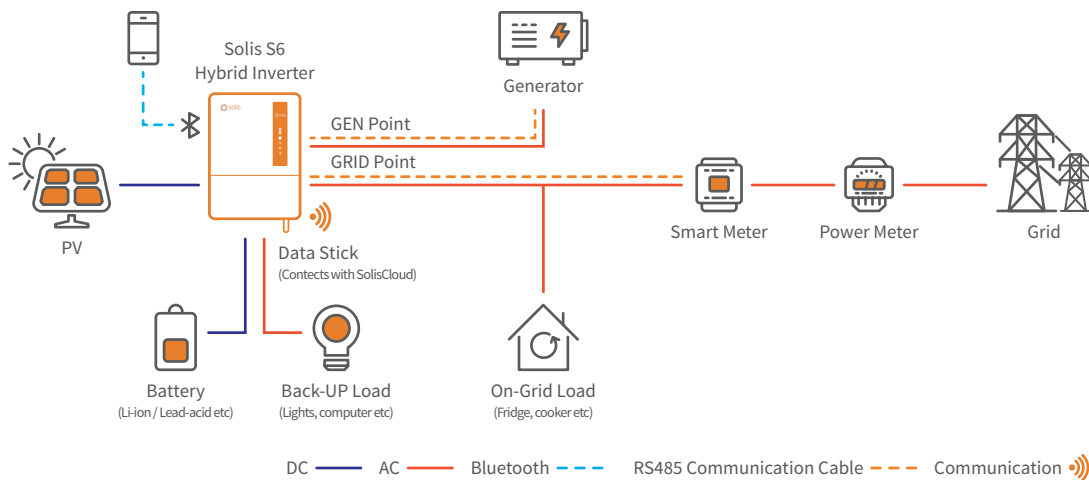 Solis S6
Hybrid Inverter
solis
Generator
GEN Point
GRID Point
PV
Data Stick
(Contects with SolisCloud)
Smart Meter
Power Meter
Grid
Battery
(Li-ion / Lead-acid etc)
Back-UP Load
(Lights, computer etc)
On-Grid Load
(Fridge, cooker etc)
DC AC Bluetooth RS485 Communication Cable Communication